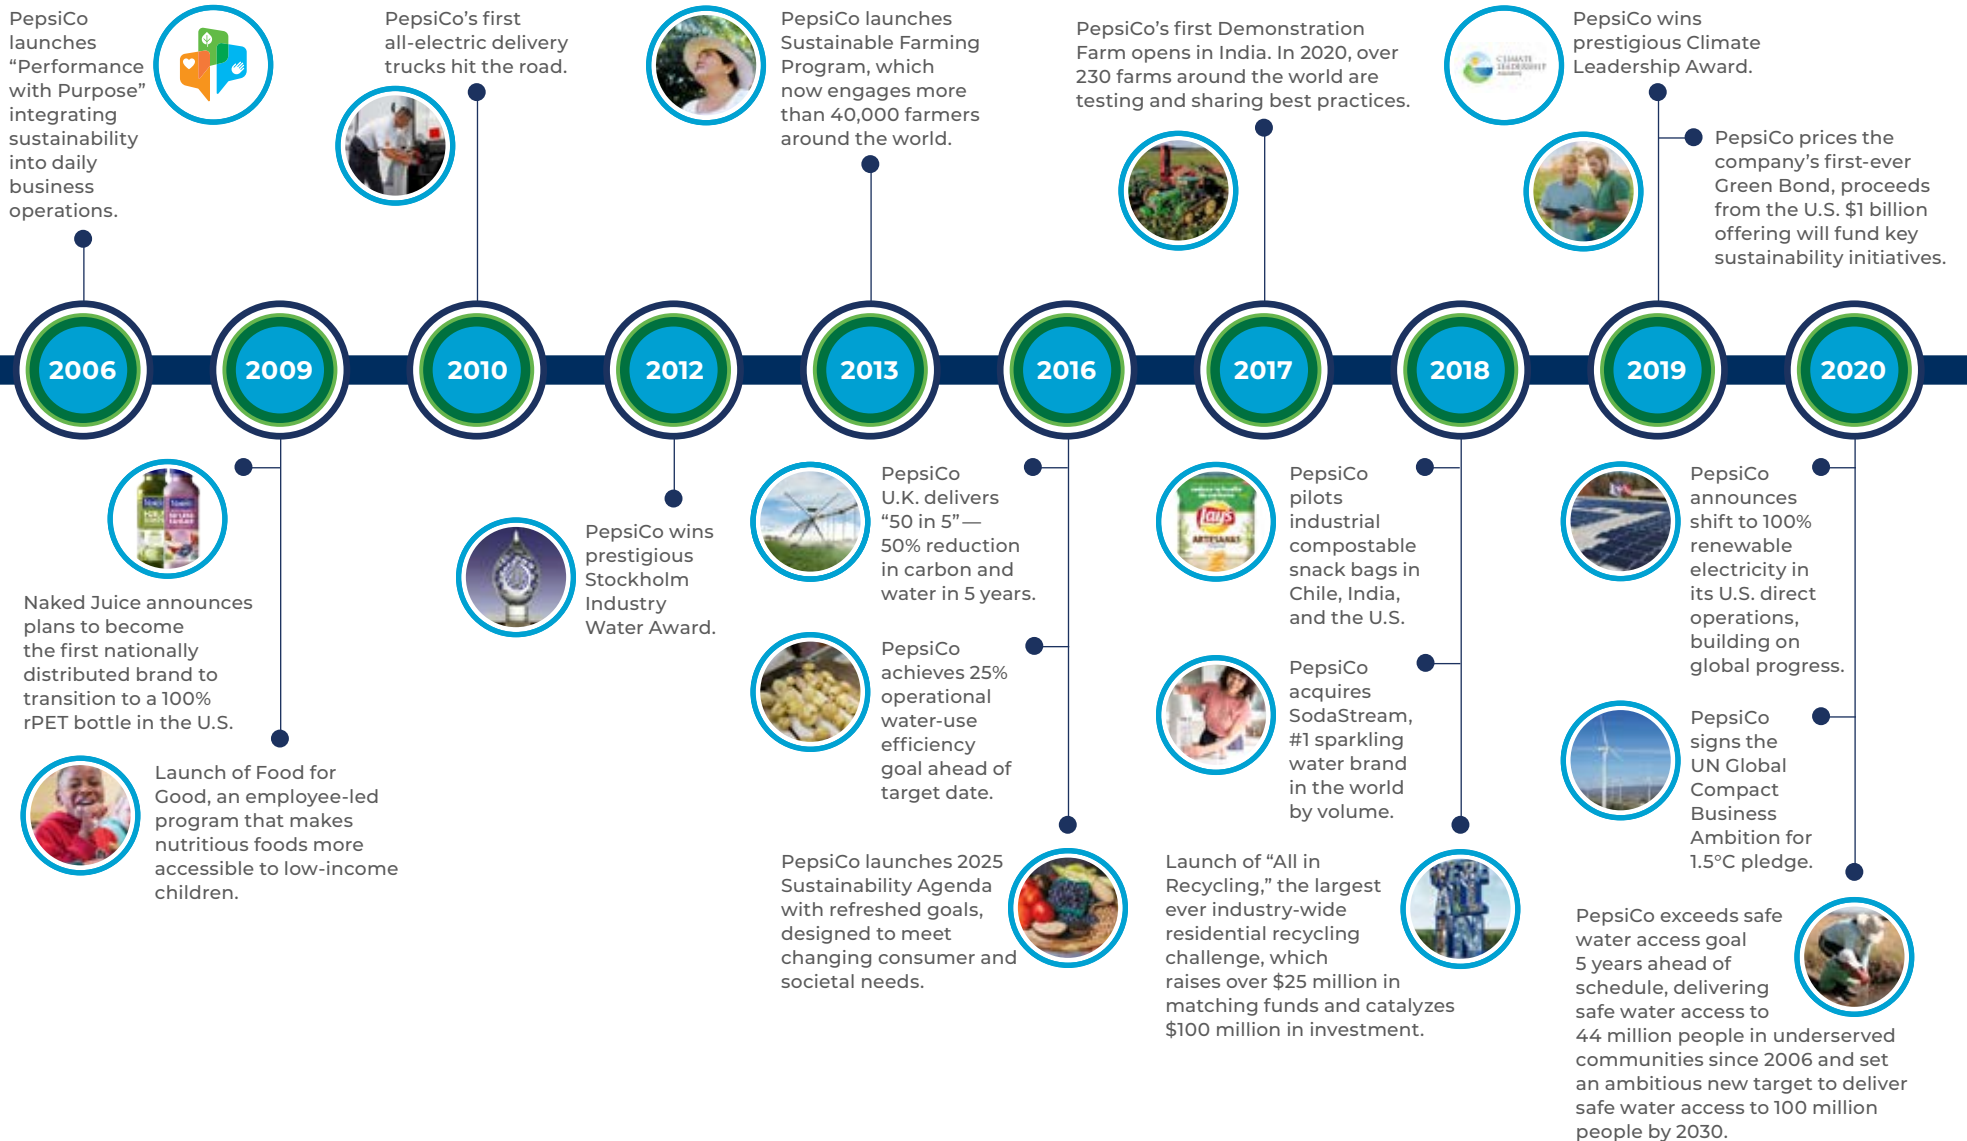 PepsiCo
launches
“Performance
with Purpose”
integrating
sustainability
into daily
business
operations.
PepsiCo’s first
all-electric delivery
trucks hit the road.
PepsiCo launches
Sustainable Farming
Program, which
now engages more
than 40,000 farmers
around the world.
PepsiCo’s first Demonstration
Farm opens in India. In 2020, over
230 farms around the world are
testing and sharing best practices.
CLIMATE
LEADERSHIP
PepsiCo wins
prestigious Climate
Leadership Award.
PepsiCo prices the
company’s first-ever
Green Bond, proceeds
from the U.S. $1 billion
offering will fund key
sustainability initiatives.
2006
2009
2010
2012
2013
2016
2017
2018
2019
2020
Naked Juice announces
plans to become
the first nationally
distributed brand to
transition to a 100%
rPET bottle in the U.S.
Launch of Food for
Good, an employee-led
program that makes
nutritious foods more
accessible to low-income
children.
PepsiCo wins
prestigious
Stockholm
Industry
Water Award.
PepsiCo
U.K. delivers
“50 in 5”—
50% reduction
in carbon and
water in 5 years.
PepsiCo
achieves 25%
operational
water-use
efficiency
goal ahead of
target date.
PepsiCo launches 2025
Sustainability Agenda
with refreshed goals,
designed to meet
changing consumer and
societal needs.
Lay's
ARTESANAS
PepsiCo
pilots
industrial
compostable
snack bags in
Chile, India,
and the U.S.
PepsiCo
acquires
SodaStream,
#1 sparkling
water brand
in the world
by volume.
Launch of “All in
Recycling,” the largest
ever industry-wide
residential recycling
challenge, which
raises over $25 million in
matching funds and catalyzes
$100 million in investment.
PepsiCo
announces
shift to 100%
renewable
electricity in
its U.S. direct
operations,
building on
global progress.
PepsiCo
signs the
UN Global
Compact
Business
Ambition for
1.5°C pledge.
PepsiCo exceeds safe
water access goal
5 years ahead of
schedule, delivering
safe water access to
44 million people in underserved
communities since 2006 and set
an ambitious new target to deliver
safe water access to 100 million
people by 2030.